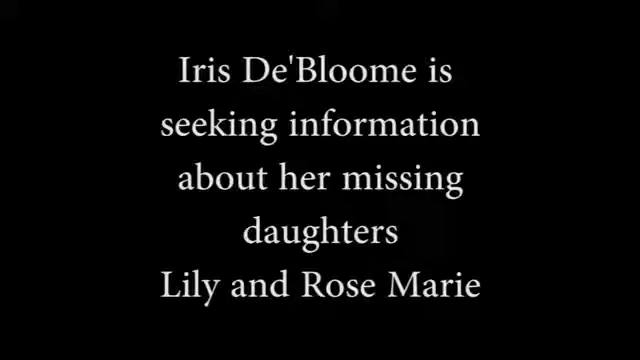 Iris De'Bloome is
seeking information
about her missing
daughters
Lily and Rose Marie